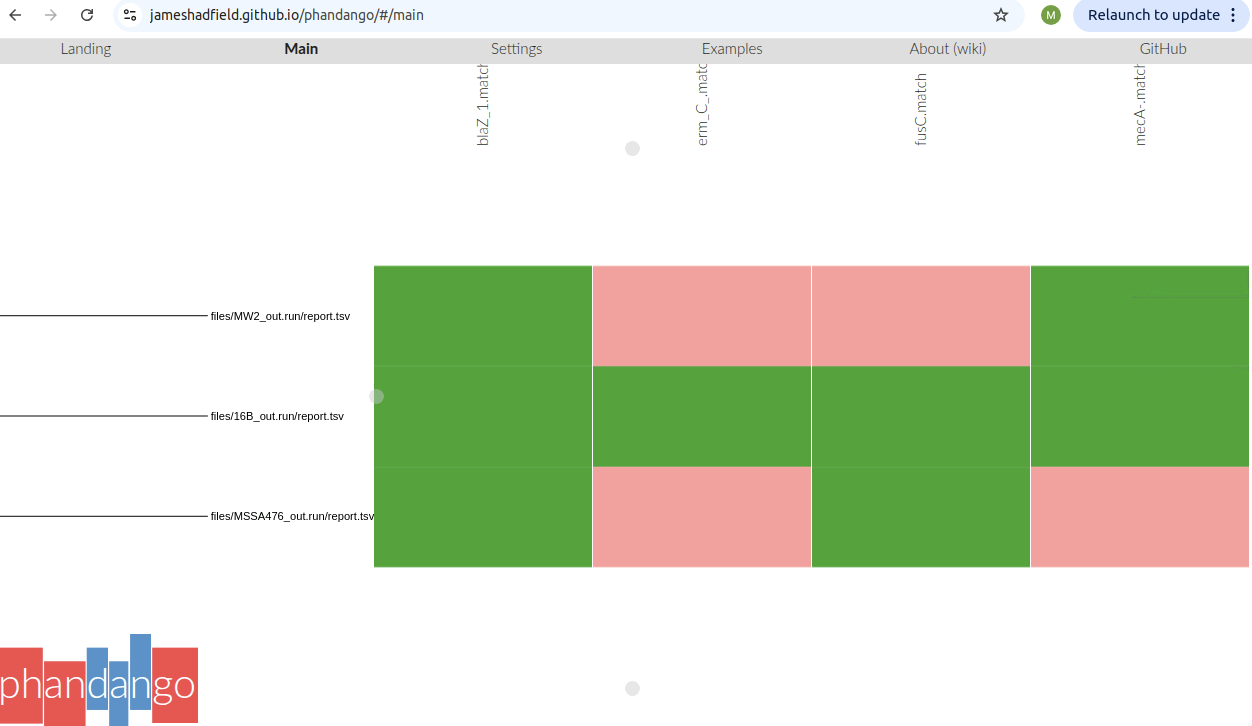 jameshadfield.github.io/phandango/#/main
M
Relaunch to update
Landing Main Settings Examples About (wiki) GitHub
blaZ_1.match
erm_C_.matc
fusC.match
mecA-.match
files/MW2_out.run/report.tsv
files/16B_out.run/report.tsv
files/MSSA476_out.run/report.tsv
phandango